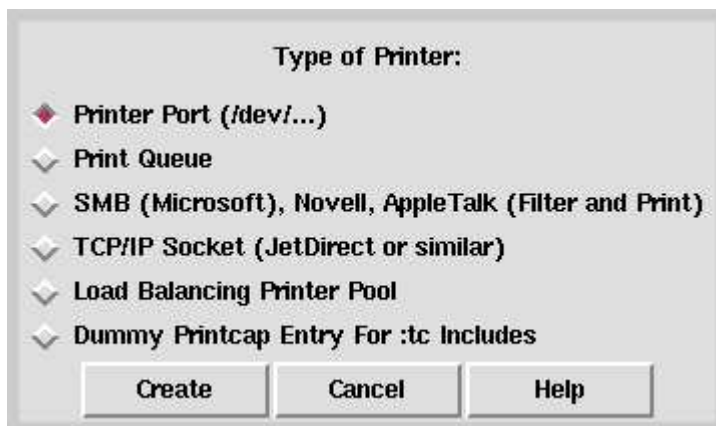 Type of Printer:
Printer Port (/dev/...)
Print Queue
SMB (Microsoft), Novell, AppleTalk (Filter and Print)
TCP/IP Socket (JetDirect or similar)
Load Balancing Printer Pool
Dummy Printcap Entry For :tc Includes
Create Cancel Help